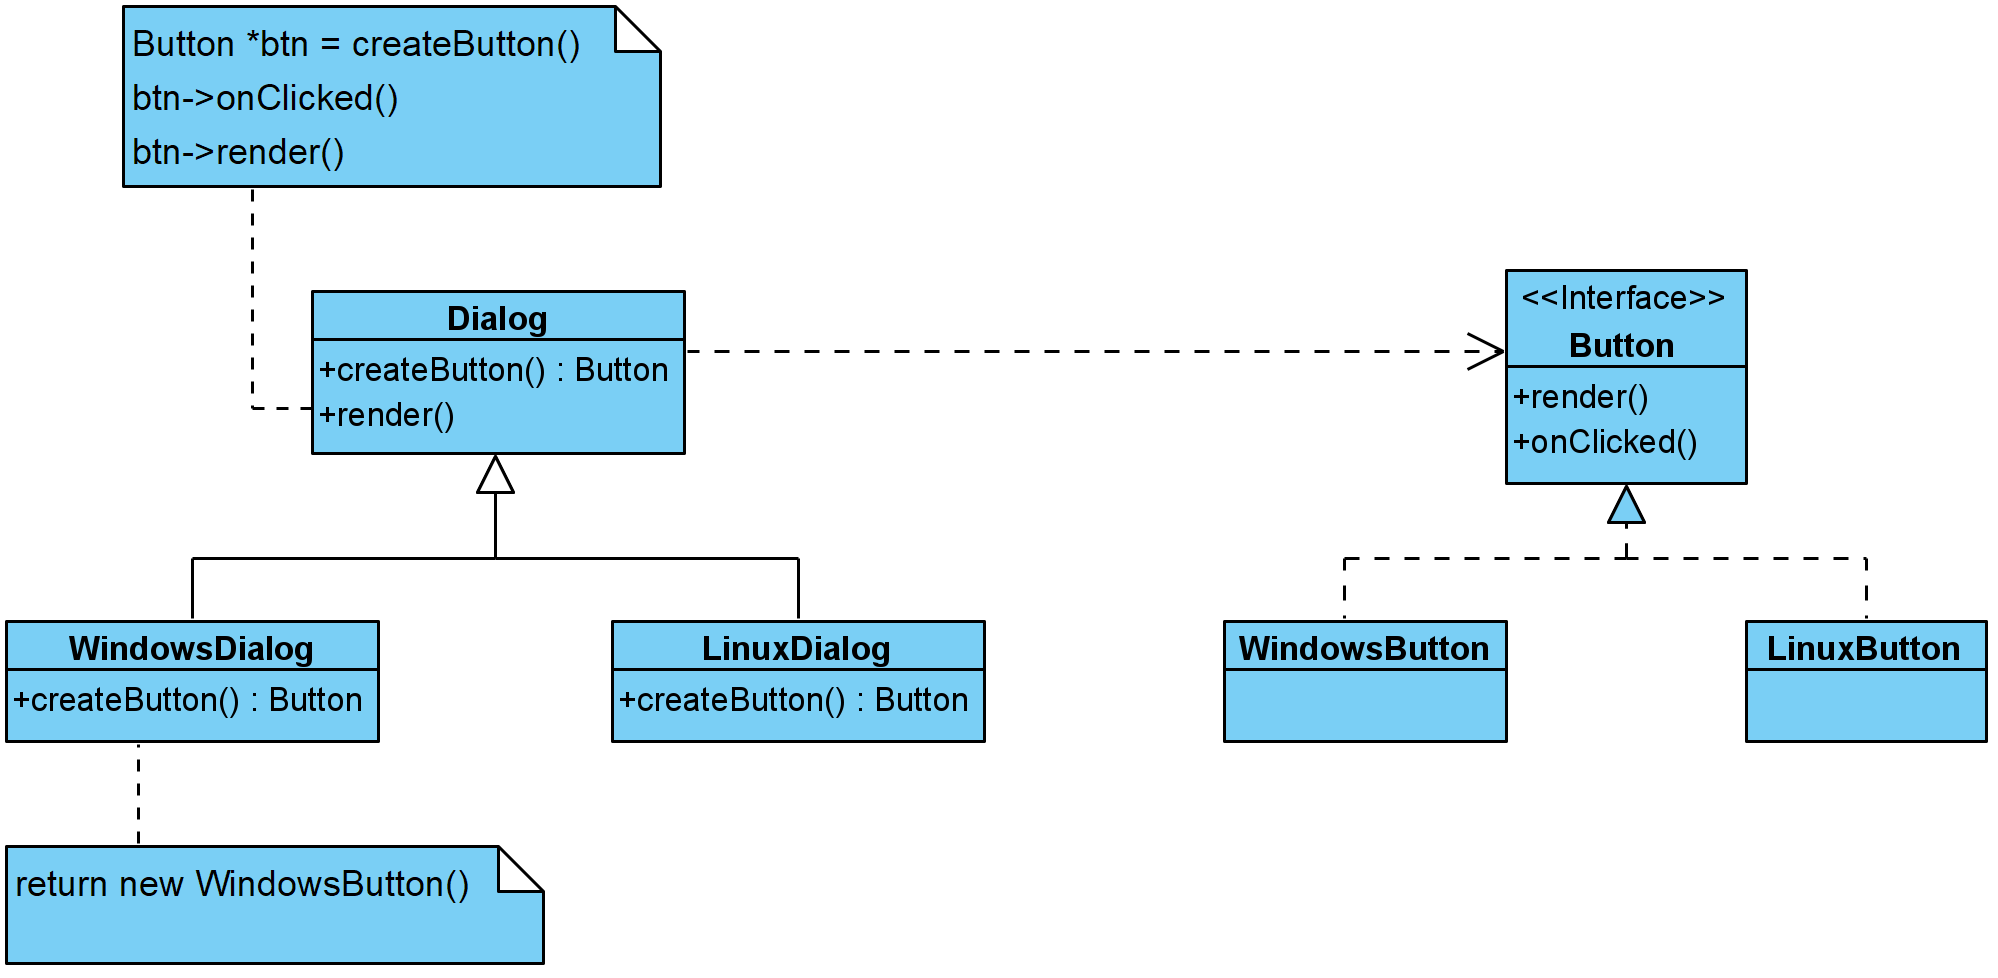 Button *btn = createButton()
btn->onClicked()
btn->render()
Dialog
+createButton() : Button
+render()
<<Interface>>
Button
+render()
+onClicked()
WindowsDialog
+createButton() : Button
LinuxDialog
+createButton() : Button
WindowsButton
LinuxButton
return new WindowsButton()